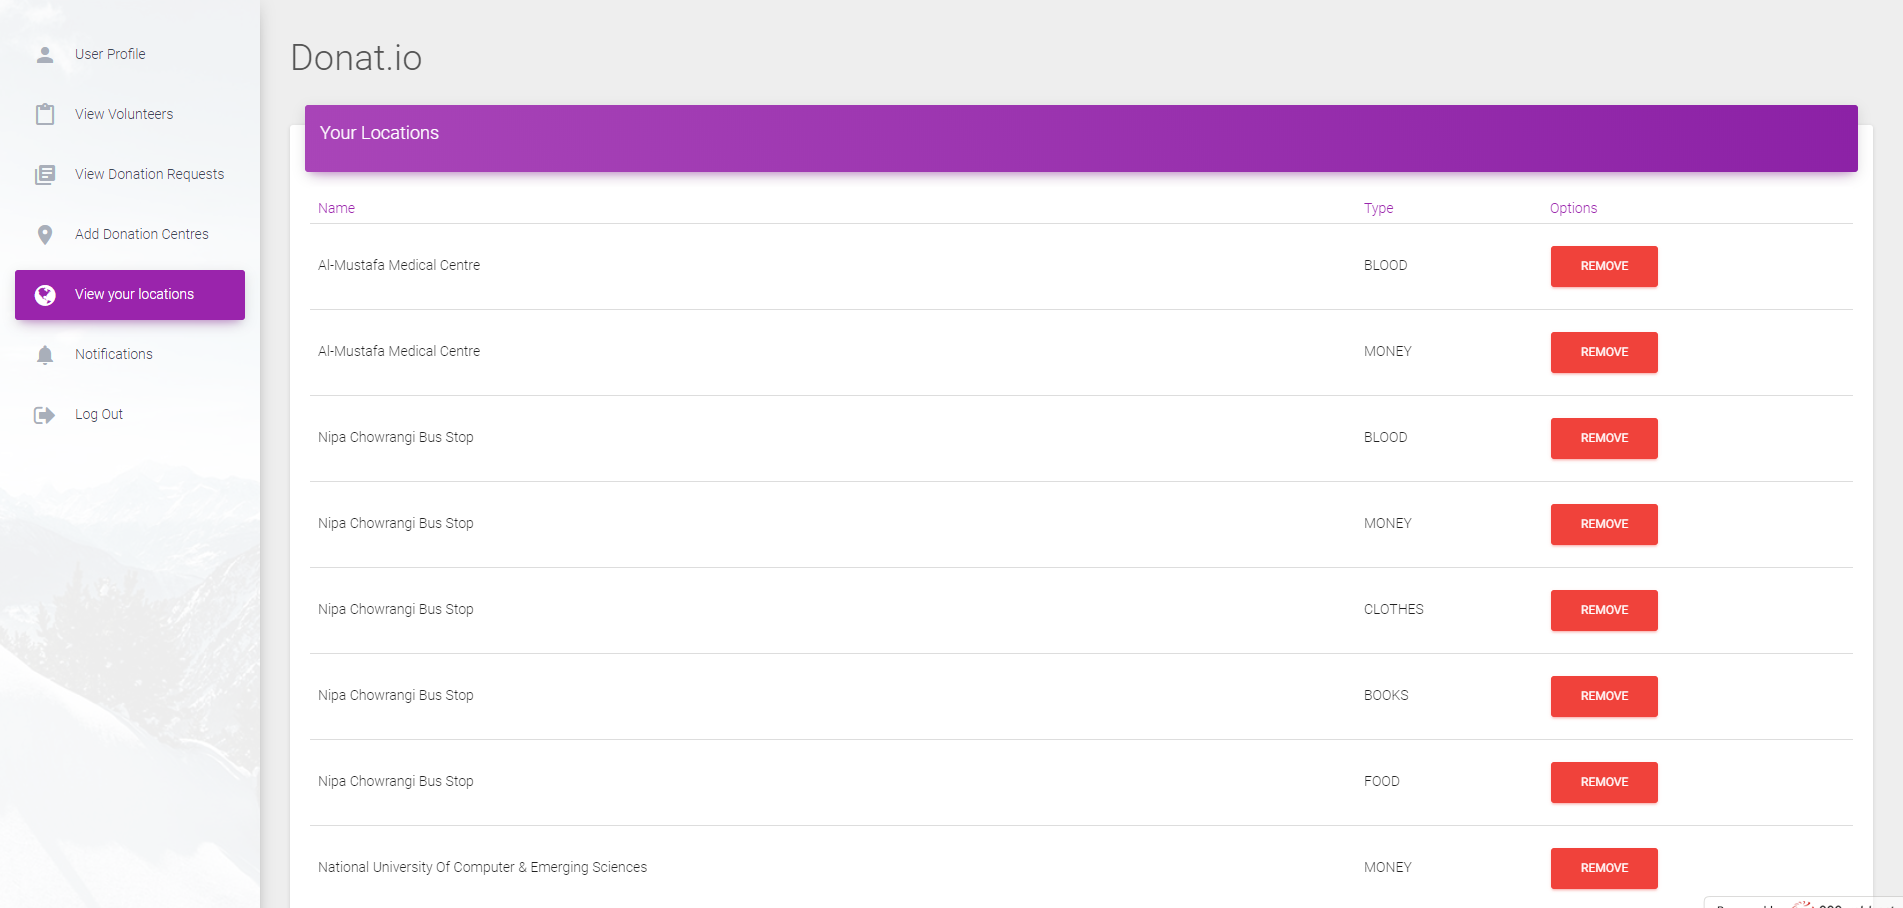 User Profile
View Volunteers
View Donation Requests
Add Donation Centres
View your locations
Notifications
Log Out
Donat.io
Your Locations
Name Type Options
Al-Mustafa Medical Centre BLOOD REMOVE
Al-Mustafa Medical Centre MONEY REMOVE
Nipa Chowrangi Bus Stop BLOOD REMOVE
Nipa Chowrangi Bus Stop MONEY REMOVE
Nipa Chowrangi Bus Stop CLOTHES REMOVE
Nipa Chowrangi Bus Stop BOOKS REMOVE
Nipa Chowrangi Bus Stop FOOD REMOVE
National University Of Computer & Emerging Sciences MONEY REMOVE